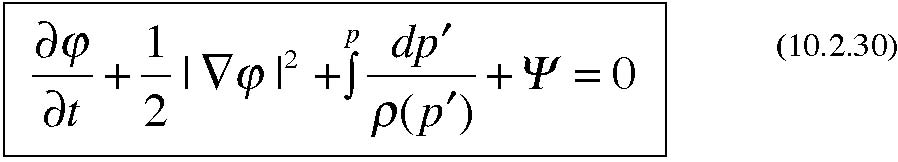 ∂φ/∂t + 1/2 |∇φ|² + ∫^p dp′/ρ(p′) + Ψ = 0 (10.2.30)